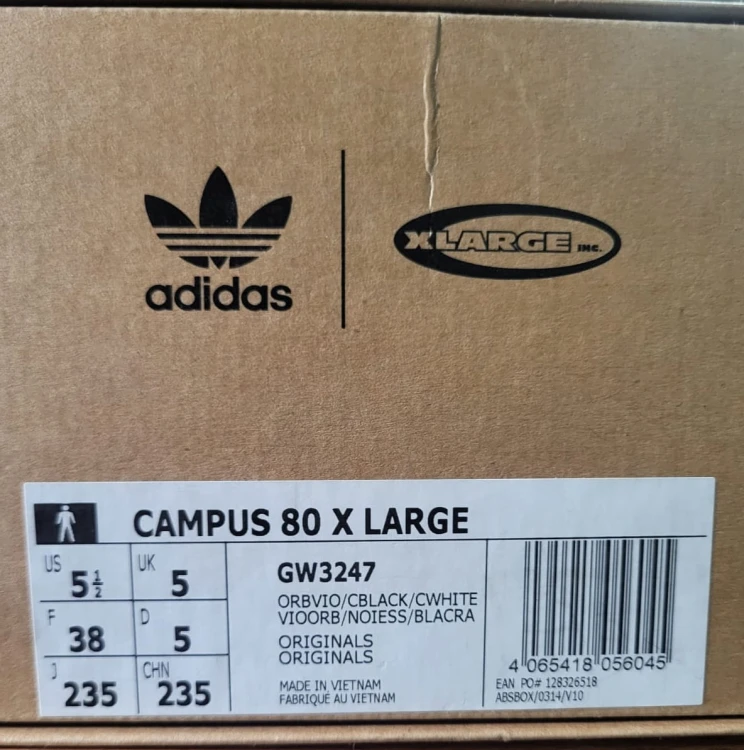 adidas
XLARGE INC.
CAMPUS 80 X LARGE
US 5½
UK 5
F 38
D 5
J 235
CHN 235
GW3247
ORBVIO/CBLACK/CWHITE
VIOORB/NOIESS/BLACRA
ORIGINALS
ORIGINALS
MADE IN VIETNAM
FABRIQUÉ AU VIETNAM
4 065418 056045
EAN PO# 128326518
ABSBOX/0314/V10